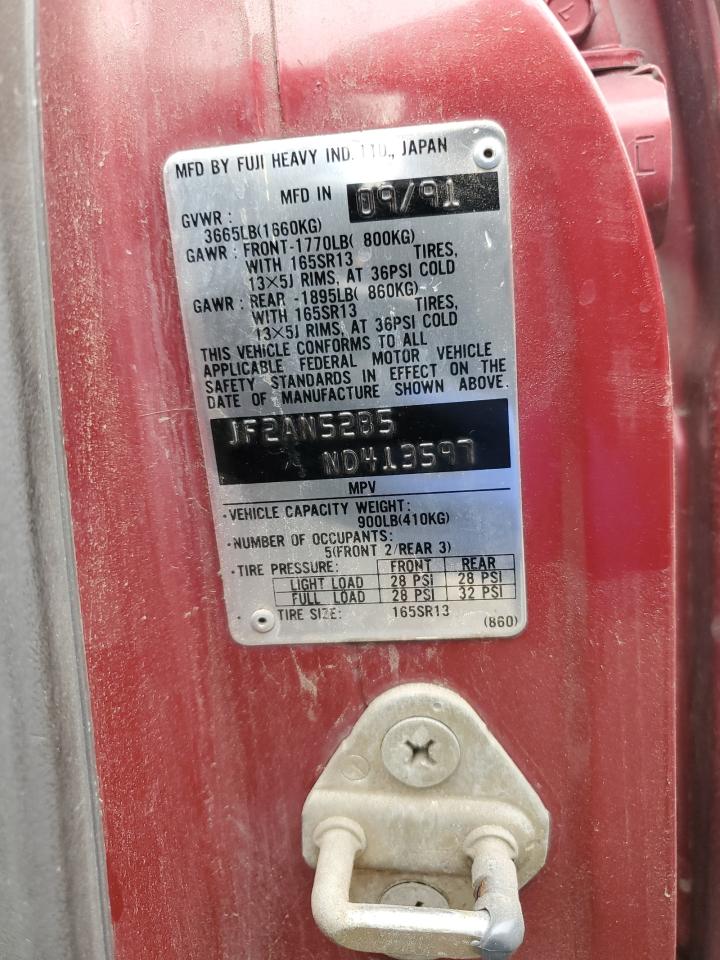 MFD BY FUJI HEAVY IND. LTD., JAPAN
MFD IN 09/91
GVWR :
3665LB(1660KG)
GAWR : FRONT-1770LB( 800KG)
WITH 165SR13 TIRES,
13×5J RIMS, AT 36PSI COLD
GAWR : REAR -1895LB( 860KG)
WITH 165SR13 TIRES,
13×5J RIMS, AT 36PSI COLD
THIS VEHICLE CONFORMS TO ALL
APPLICABLE FEDERAL MOTOR VEHICLE
SAFETY STANDARDS IN EFFECT ON THE
DATE OF MANUFACTURE SHOWN ABOVE.
JF2AN52B5
ND413597
MPV
·VEHICLE CAPACITY WEIGHT:
900LB(410KG)
·NUMBER OF OCCUPANTS:
5(FRONT 2/REAR 3)
·TIRE PRESSURE: FRONT REAR
LIGHT LOAD 28 PSI 28 PSI
FULL LOAD 28 PSI 32 PSI
· TIRE SIZE: 165SR13
(860)